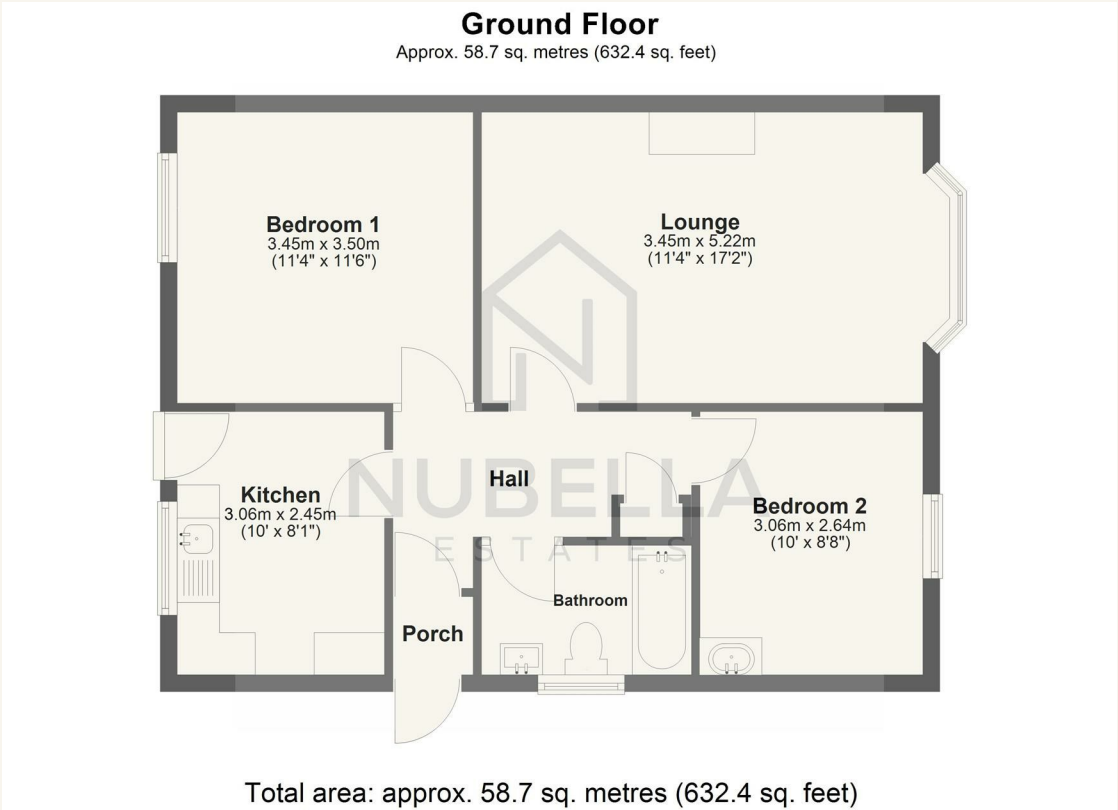 Ground Floor
Approx. 58.7 sq. metres (632.4 sq. feet)
Bedroom 1
3.45m x 3.50m
(11'4" x 11'6")
Lounge
3.45m x 5.22m
(11'4" x 17'2")
Hall
Kitchen
3.06m x 2.45m
(10' x 8'1")
Bedroom 2
3.06m x 2.64m
(10' x 8'8")
NUBELLA
ESTATES
Bathroom
Porch
Total area: approx. 58.7 sq. metres (632.4 sq. feet)